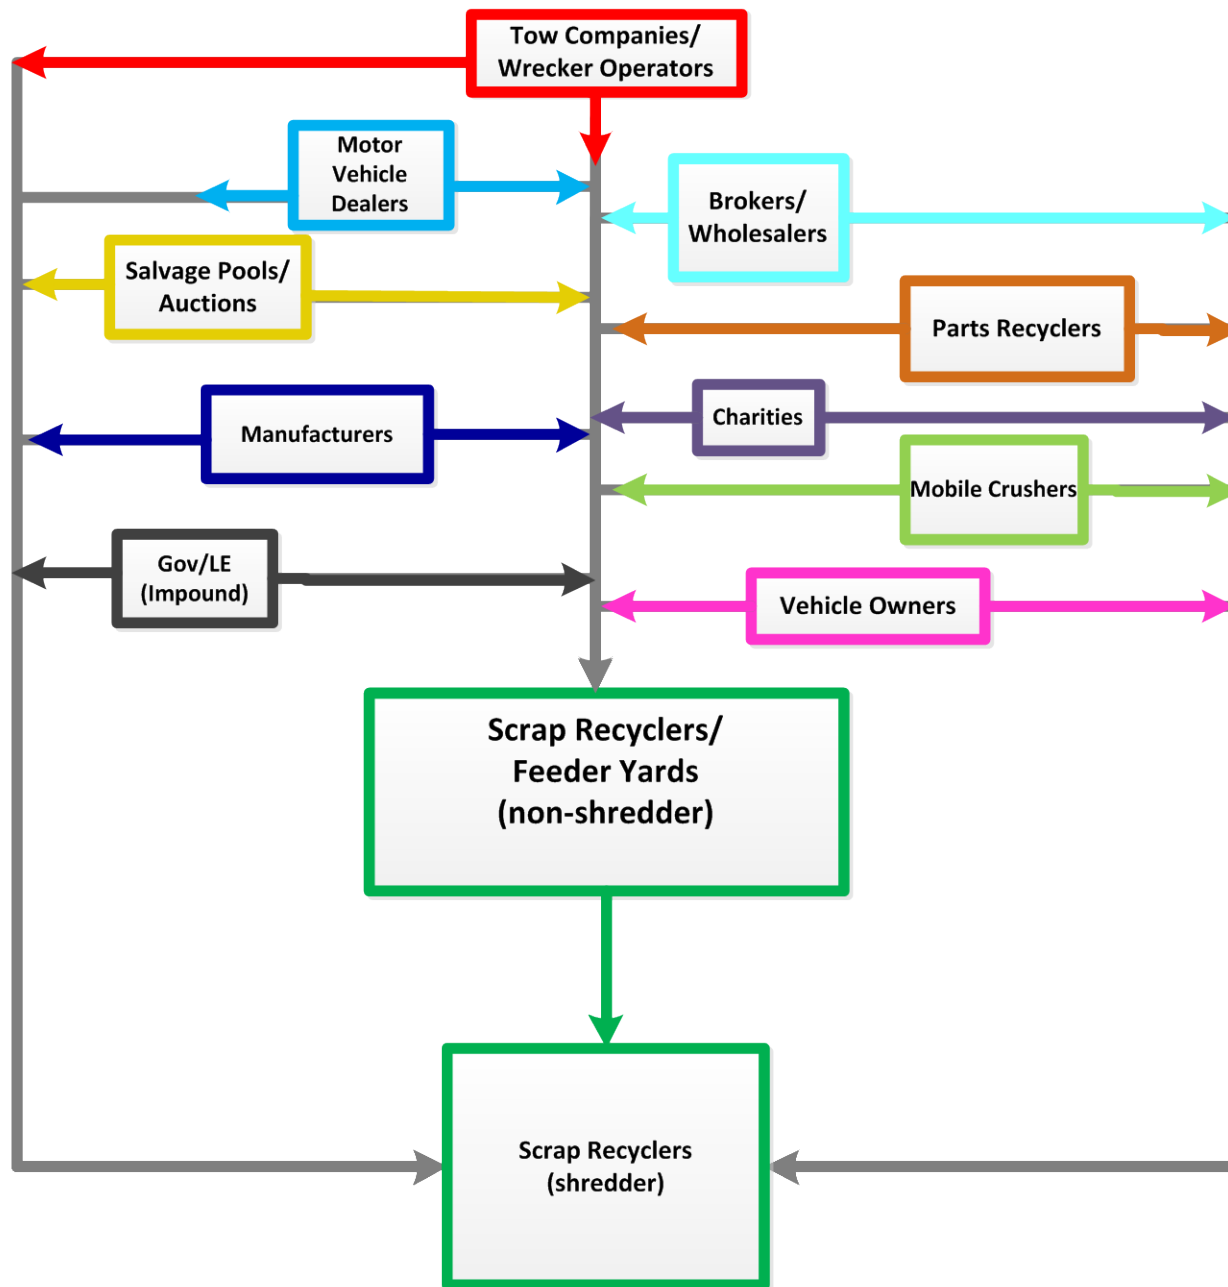 Tow Companies/
Wrecker Operators
Motor
Vehicle
Dealers
Brokers/
Wholesalers
Salvage Pools/
Auctions
Parts Recyclers
Charities
Manufacturers
Mobile Crushers
Gov/LE
(Impound)
Vehicle Owners
Scrap Recyclers/
Feeder Yards
(non-shredder)
Scrap Recyclers
(shredder)